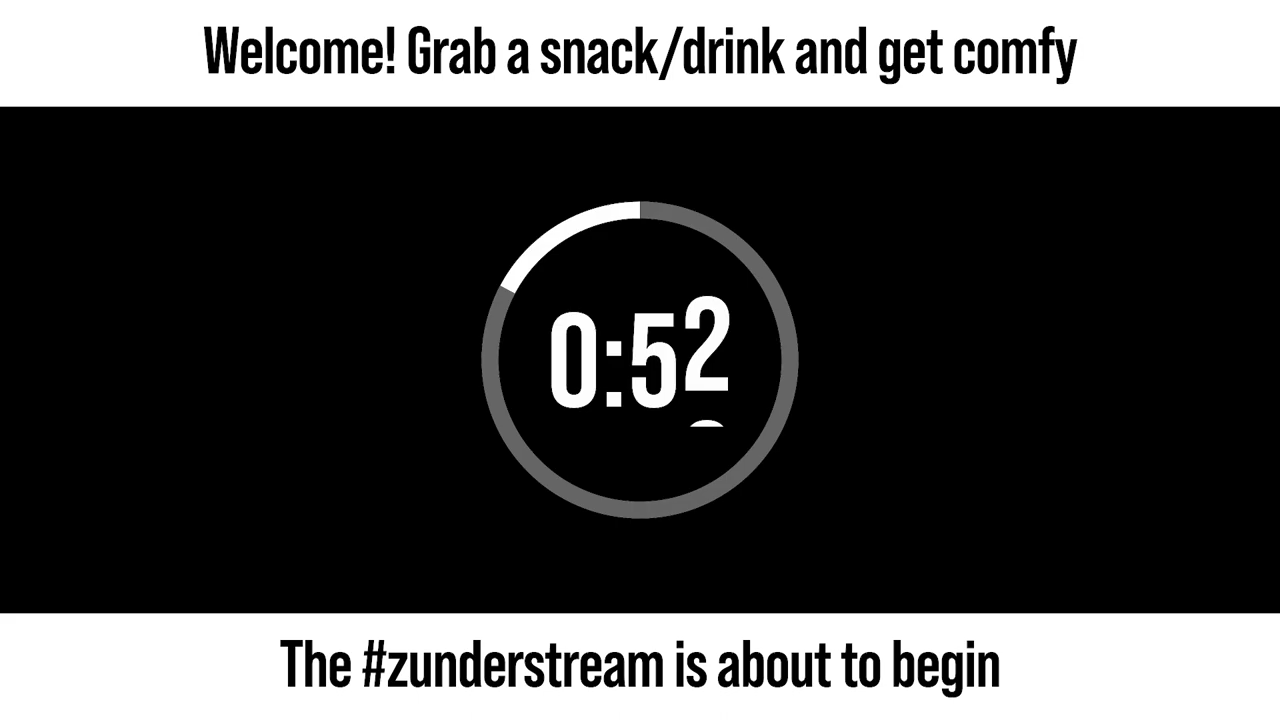 Welcome! Grab a snack/drink and get comfy
0:52
The #zunderstream is about to begin